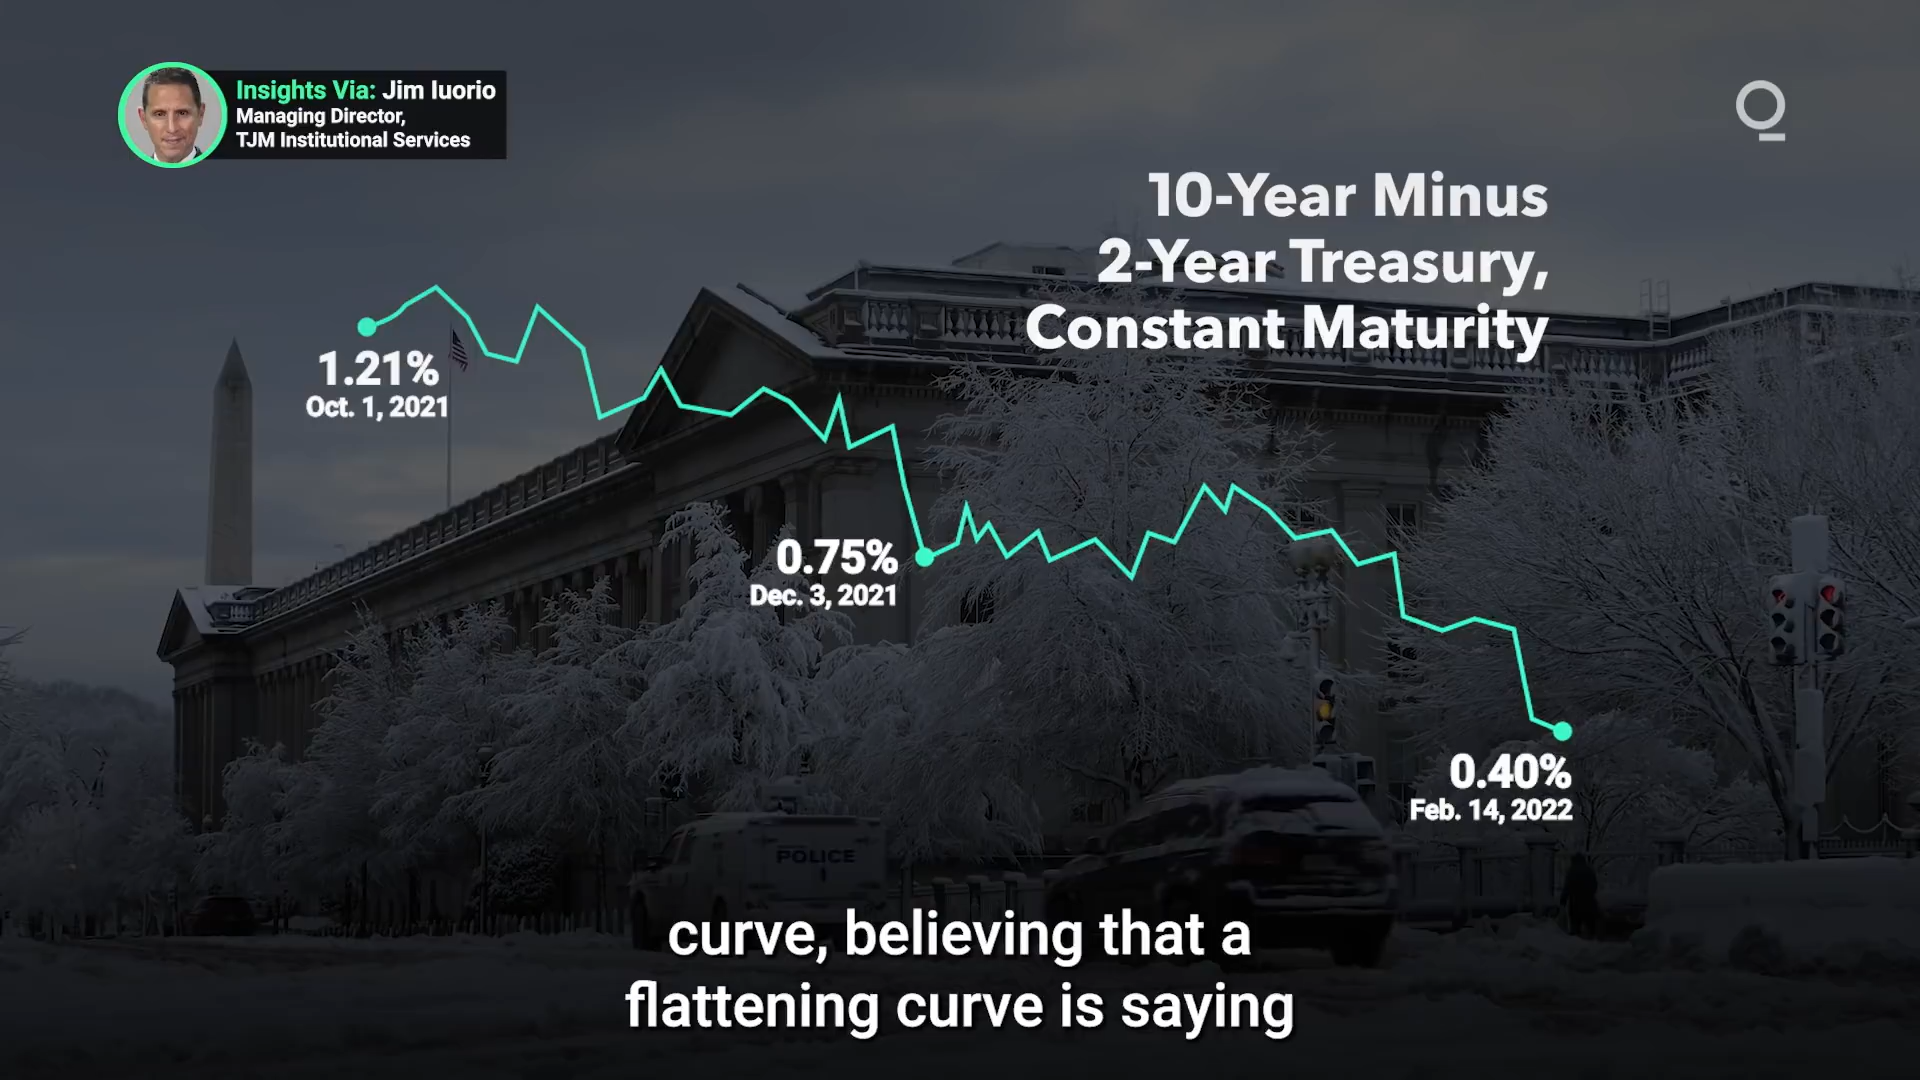 Insights Via: Jim Iuorio
Managing Director,
TJM Institutional Services
10-Year Minus
2-Year Treasury,
Constant Maturity
1.21%
Oct. 1, 2021
0.75%
Dec. 3, 2021
0.40%
Feb. 14, 2022
POLICE
curve, believing that a
flattening curve is saying